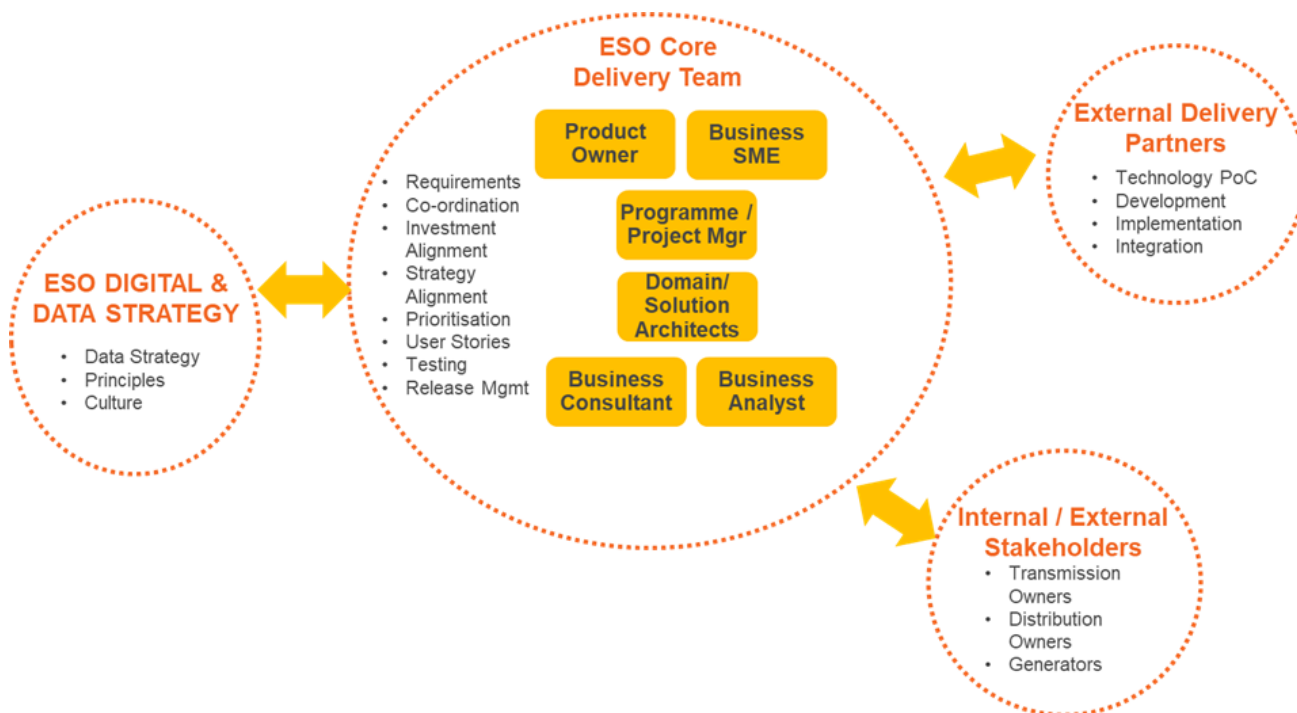 ESO Core
Delivery Team
Product
Owner
Business
SME
• Requirements
• Co-ordination
• Investment
Alignment
• Strategy
Alignment
• Prioritisation
• User Stories
• Testing
• Release Mgmt
Programme /
Project Mgr
Domain/
Solution
Architects
Business
Consultant
Business
Analyst
ESO DIGITAL &
DATA STRATEGY
• Data Strategy
• Principles
• Culture
External Delivery
Partners
• Technology PoC
• Development
• Implementation
• Integration
Internal / External
Stakeholders
• Transmission
Owners
• Distribution
Owners
• Generators